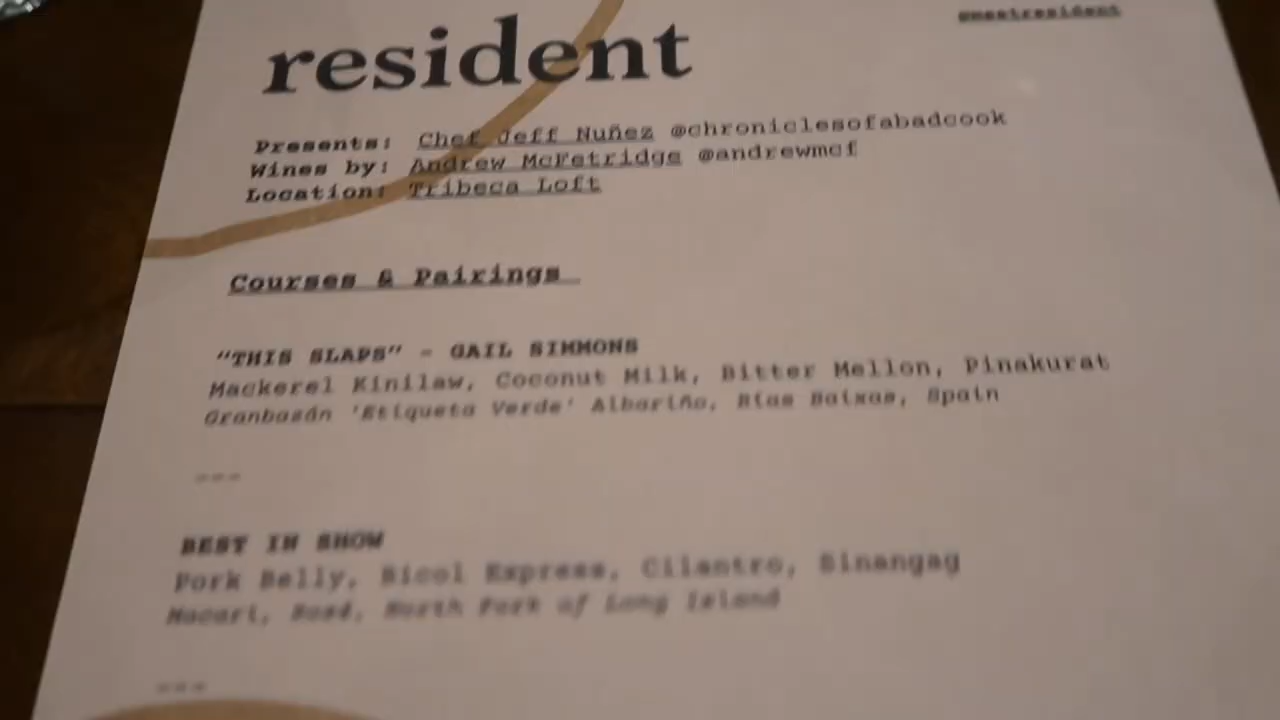 @meetresident
resident
Presents: Chef Jeff Nuñez @chroniclesofabadcook
Wines by: Andrew McFetridge @andrewmcf
Location: Tribeca Loft
Courses & Pairings
“THIS SLAPS” – GAIL SIMMONS
Mackerel Kinilaw, Coconut Milk, Bitter Mellon, Pinakurat
Granbazán 'Etiqueta Verde' Albariño, Rías Baixas, Spain
---
BEST IN SHOW
Pork Belly, Bicol Express, Cilantro, Sinangag
Macari, Rosé, North Fork of Long Island
---